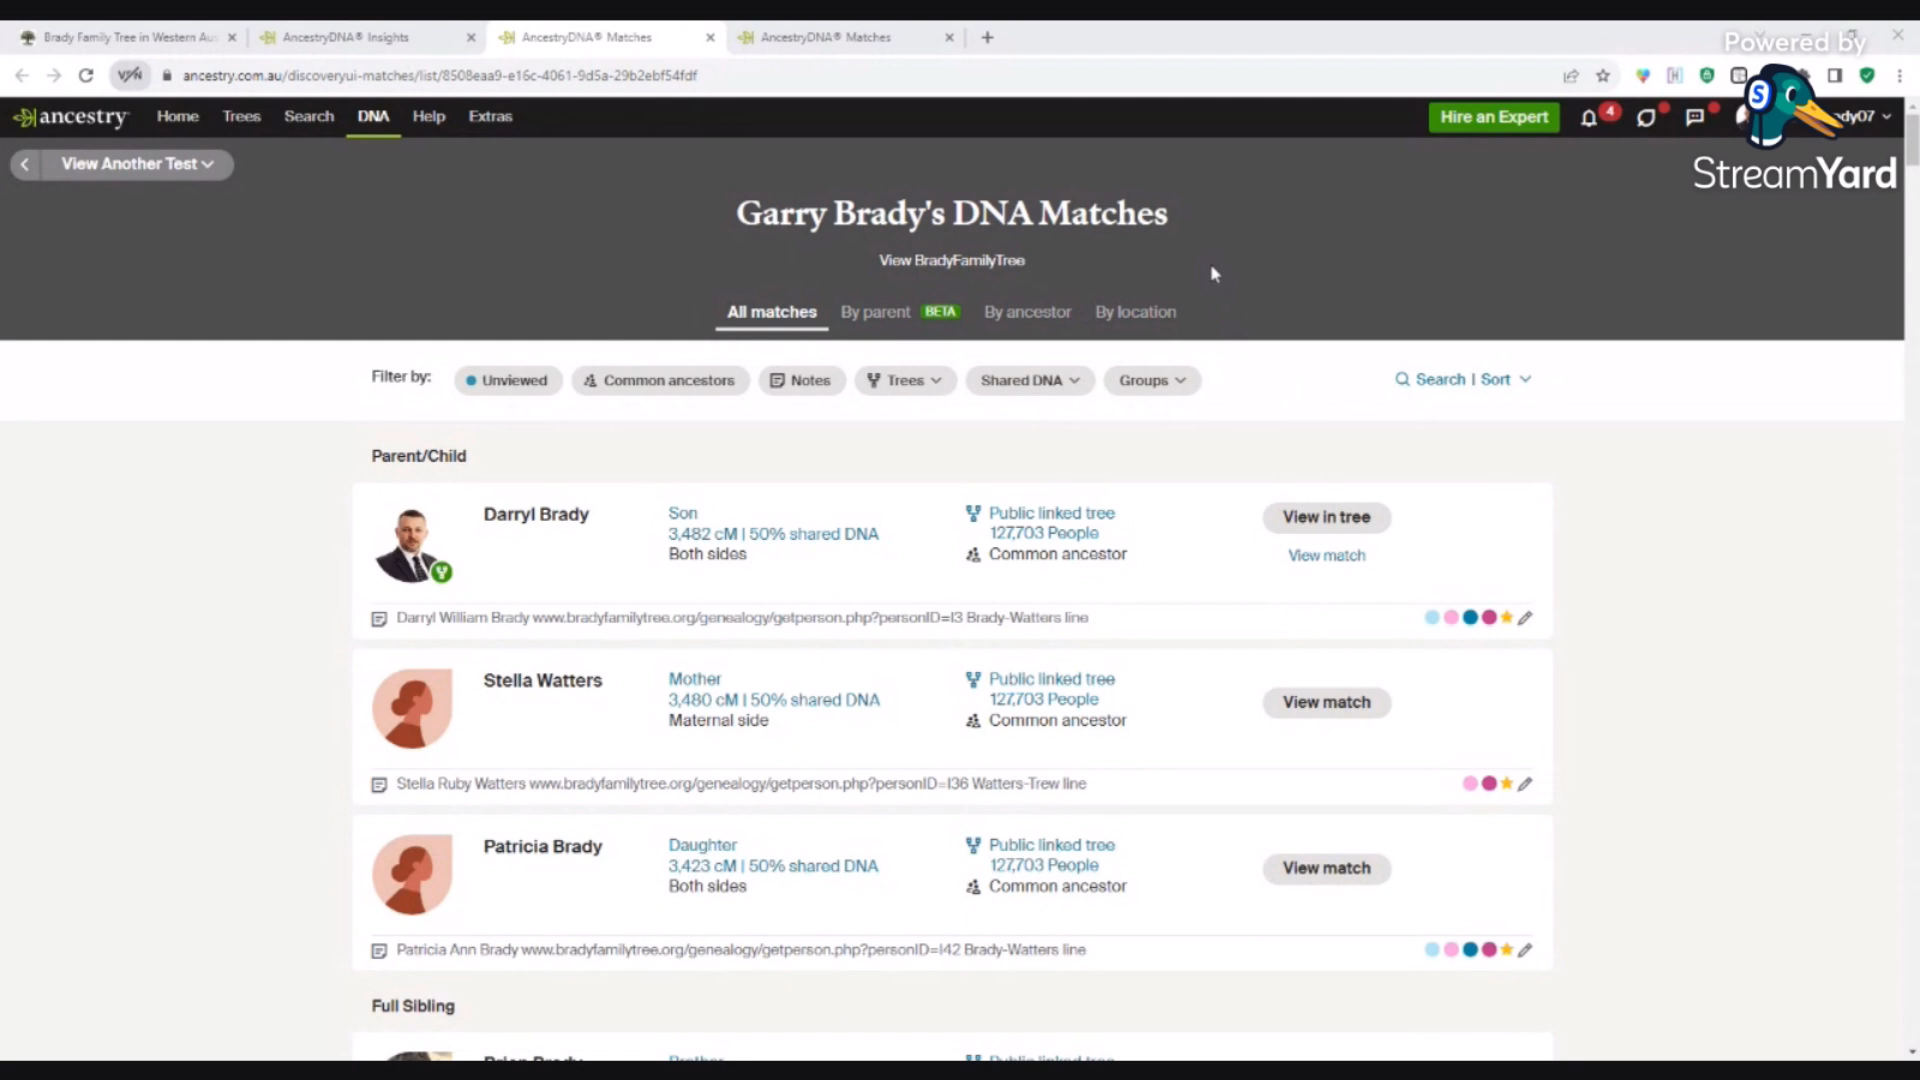 Brady Family Tree in Western Aus
AncestryDNA® Insights
AncestryDNA® Matches
AncestryDNA® Matches
Powered by
VPN
ancestry.com.au/discoveryui-matches/list/8508eaa9-e16c-4061-9d5a-29b2ebf54fdf
ancestry
Home
Trees
Search
DNA
Help
Extras
Hire an Expert
4
S
dy07
StreamYard
View Another Test
Garry Brady's DNA Matches
View BradyFamilyTree
All matches
By parent BETA
By ancestor
By location
Filter by:
Unviewed
Common ancestors
Notes
Trees
Shared DNA
Groups
Search | Sort
Parent/Child
Darryl Brady
Son
3,482 cM | 50% shared DNA
Both sides
Public linked tree
127,703 People
Common ancestor
View in tree
View match
Darryl William Brady www.bradyfamilytree.org/genealogy/getperson.php?personID=I3 Brady-Watters line
Stella Watters
Mother
3,480 cM | 50% shared DNA
Maternal side
Public linked tree
127,703 People
Common ancestor
View match
Stella Ruby Watters www.bradyfamilytree.org/genealogy/getperson.php?personID=I36 Watters-Trew line
Patricia Brady
Daughter
3,423 cM | 50% shared DNA
Both sides
Public linked tree
127,703 People
Common ancestor
View match
Patricia Ann Brady www.bradyfamilytree.org/genealogy/getperson.php?personID=I42 Brady-Watters line
Full Sibling
Brian Brady
Brother
Public linked tree